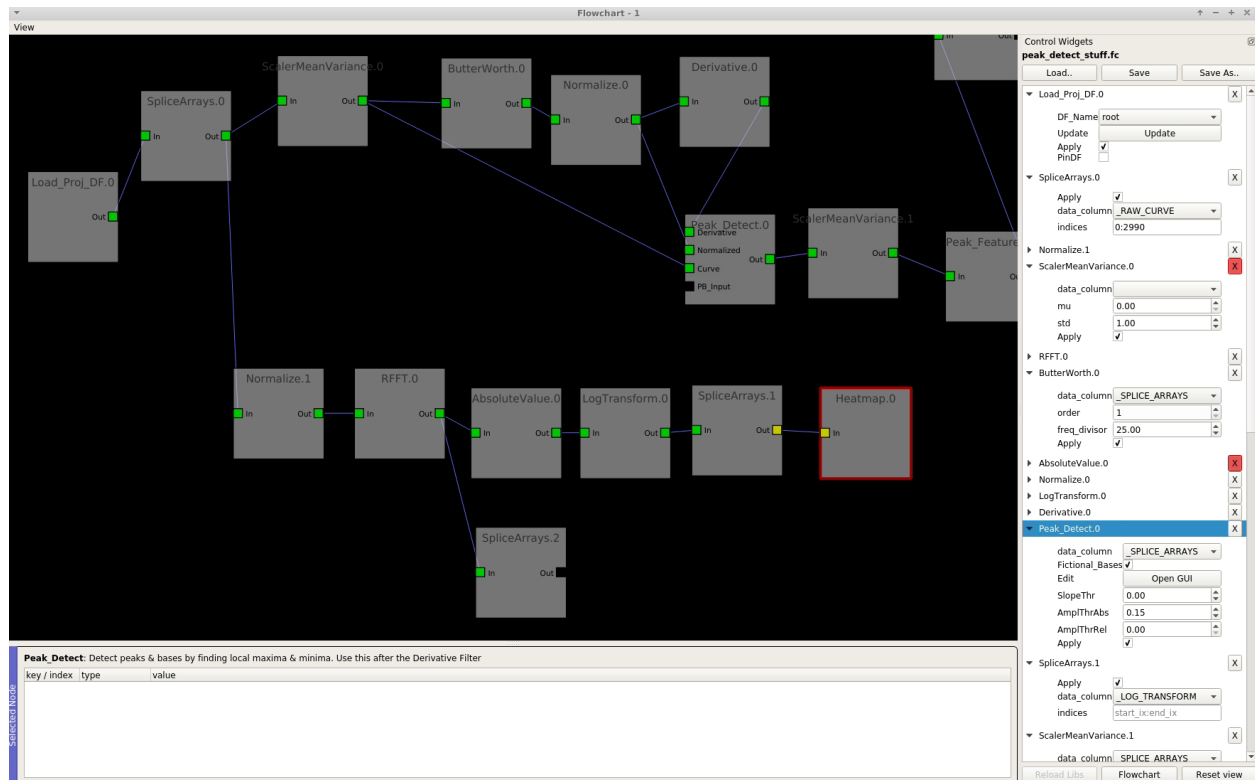 Flowchart - 1
View
In
Out
ScalerMeanVariance.0
In
Out
ButterWorth.0
In
Out
Normalize.0
In
Out
Derivative.0
In
Out
SpliceArrays.0
In
Out
Load_Proj_DF.0
Out
Peak_Detect.0
Derivative
Normalized
Curve
PB_Input
Out
ScalerMeanVariance.1
In
Out
Peak_Feature
In
Normalize.1
In
Out
RFFT.0
In
Out
AbsoluteValue.0
In
Out
LogTransform.0
In
Out
SpliceArrays.1
In
Out
Heatmap.0
In
SpliceArrays.2
In
Out
Selected Node
Peak_Detect: Detect peaks & bases by finding local maxima & minima. Use this after the Derivative Filter
key / index type value
Control Widgets
peak_detect_stuff.fc
Load.. Save Save As..
Load_Proj_DF.0 X
DF_Name root
Update Update
Apply
PinDF
SpliceArrays.0 X
Apply
data_column _RAW_CURVE
indices 0:2990
Normalize.1 X
ScalerMeanVariance.0 X
data_column
mu 0.00
std 1.00
Apply
RFFT.0 X
ButterWorth.0 X
data_column _SPLICE_ARRAYS
order 1
freq_divisor 25.00
Apply
AbsoluteValue.0 X
Normalize.0 X
LogTransform.0 X
Derivative.0 X
Peak_Detect.0 X
data_column _SPLICE_ARRAYS
Fictional_Bases
Edit Open GUI
SlopeThr 0.00
AmplThrAbs 0.15
AmplThrRel 0.00
Apply
SpliceArrays.1 X
Apply
data_column _LOG_TRANSFORM
indices start_ix:end_ix
ScalerMeanVariance.1 X
data_column SPLICE ARRAYS
Reload Libs Flowchart Reset view